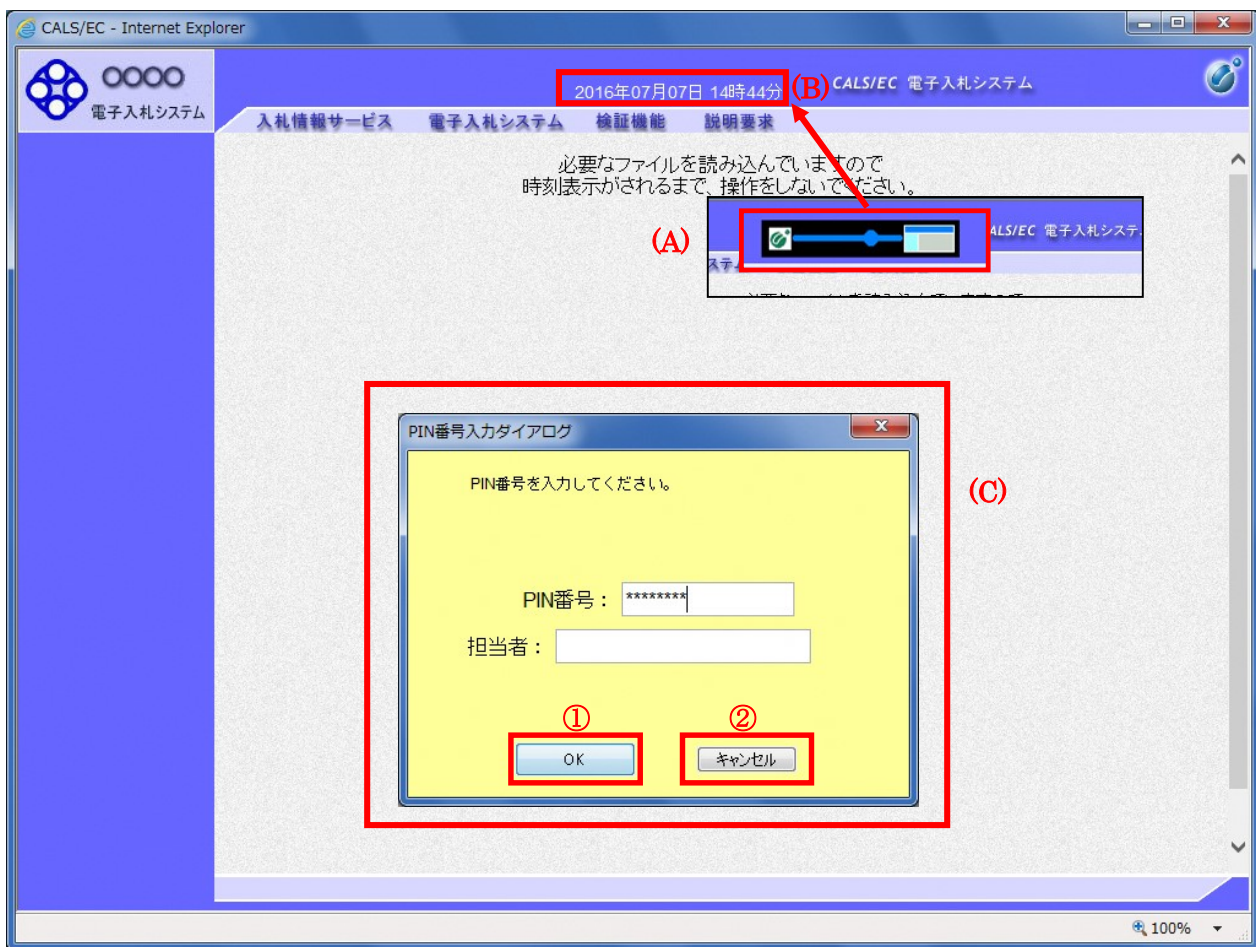 CALS/EC - Internet Explorer
〇〇〇〇
電子入札システム
2016年07月07日 14時44分
(B)
CALS/EC 電子入札システム
入札情報サービス 電子入札システム 検証機能 説明要求
必要なファイルを読み込んでいますので
時刻表示がされるまで、操作をしないでください。
(A)
ALS/EC 電子入札システ
ステ
PIN番号入力ダイアログ
PIN番号を入力してください。
(C)
PIN番号： ********
担当者：
① ②
OK キャンセル
100%